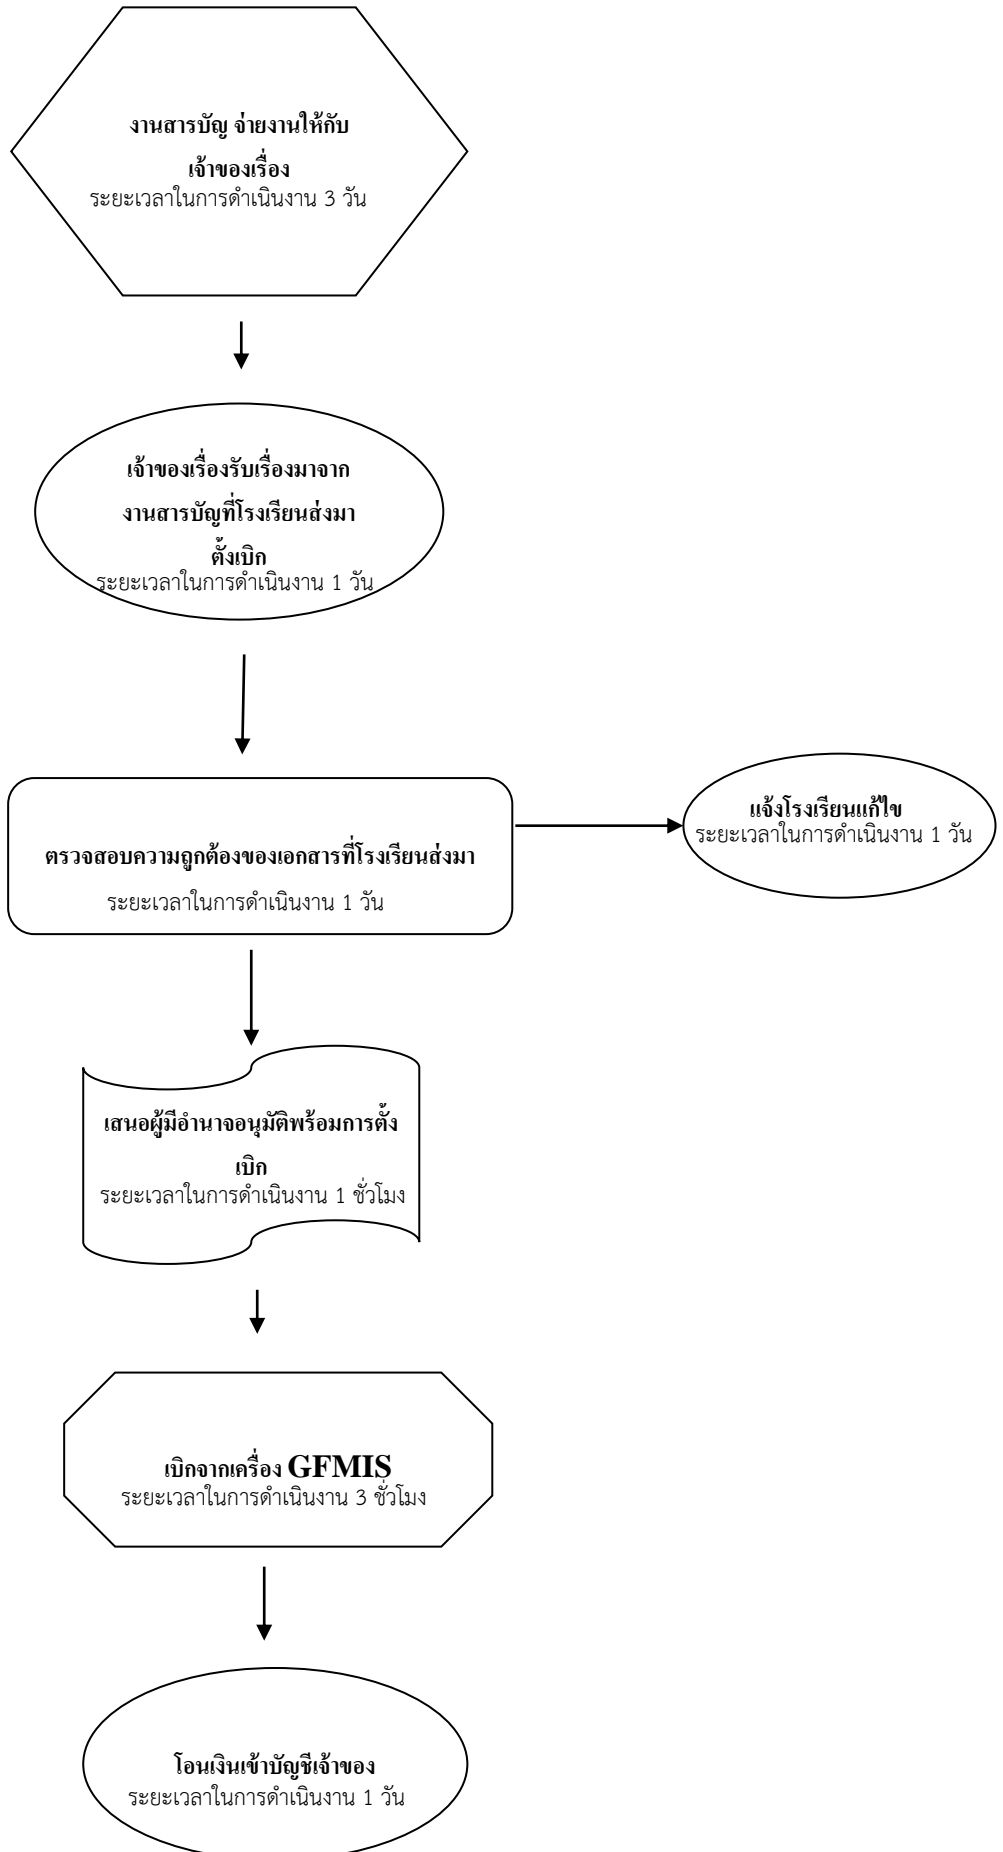 งานสารบัญ จ่ายงานให้กับ
เจ้าของเรื่อง
ระยะเวลาในการดำเนินงาน 3 วัน
เจ้าของเรื่องรับเรื่องมาจาก
งานสารบัญที่โรงเรียนส่งมา
ตั้งเบิก
ระยะเวลาในการดำเนินงาน 1 วัน
ตรวจสอบความถูกต้องของเอกสารที่โรงเรียนส่งมา
ระยะเวลาในการดำเนินงาน 1 วัน
แจ้งโรงเรียนแก้ไข
ระยะเวลาในการดำเนินงาน 1 วัน
เสนอผู้มีอำนาจอนุมัติพร้อมการตั้ง
เบิก
ระยะเวลาในการดำเนินงาน 1 ชั่วโมง
เบิกจากเครื่อง GFMIS
ระยะเวลาในการดำเนินงาน 3 ชั่วโมง
โอนเงินเข้าบัญชีเจ้าของ
ระยะเวลาในการดำเนินงาน 1 วัน